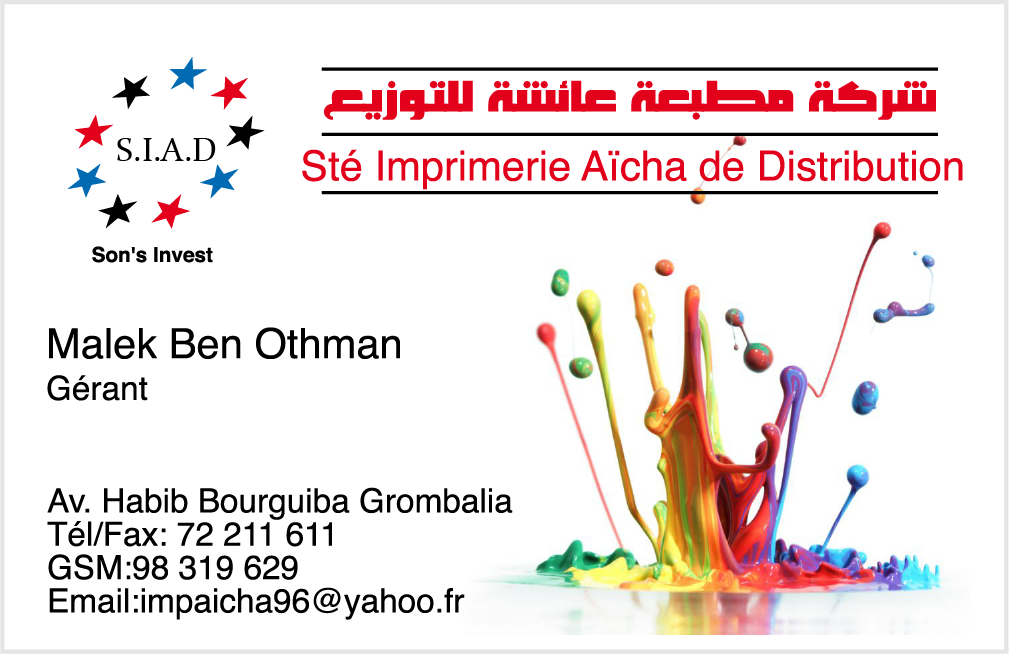 S.I.A.D
Son's Invest
شركة مطبعة عائشة للتوزيع
Sté Imprimerie Aïcha de Distribution
Malek Ben Othman
Gérant
Av. Habib Bourguiba Grombalia
Tél/Fax: 72 211 611
GSM:98 319 629
Email:impaicha96@yahoo.fr